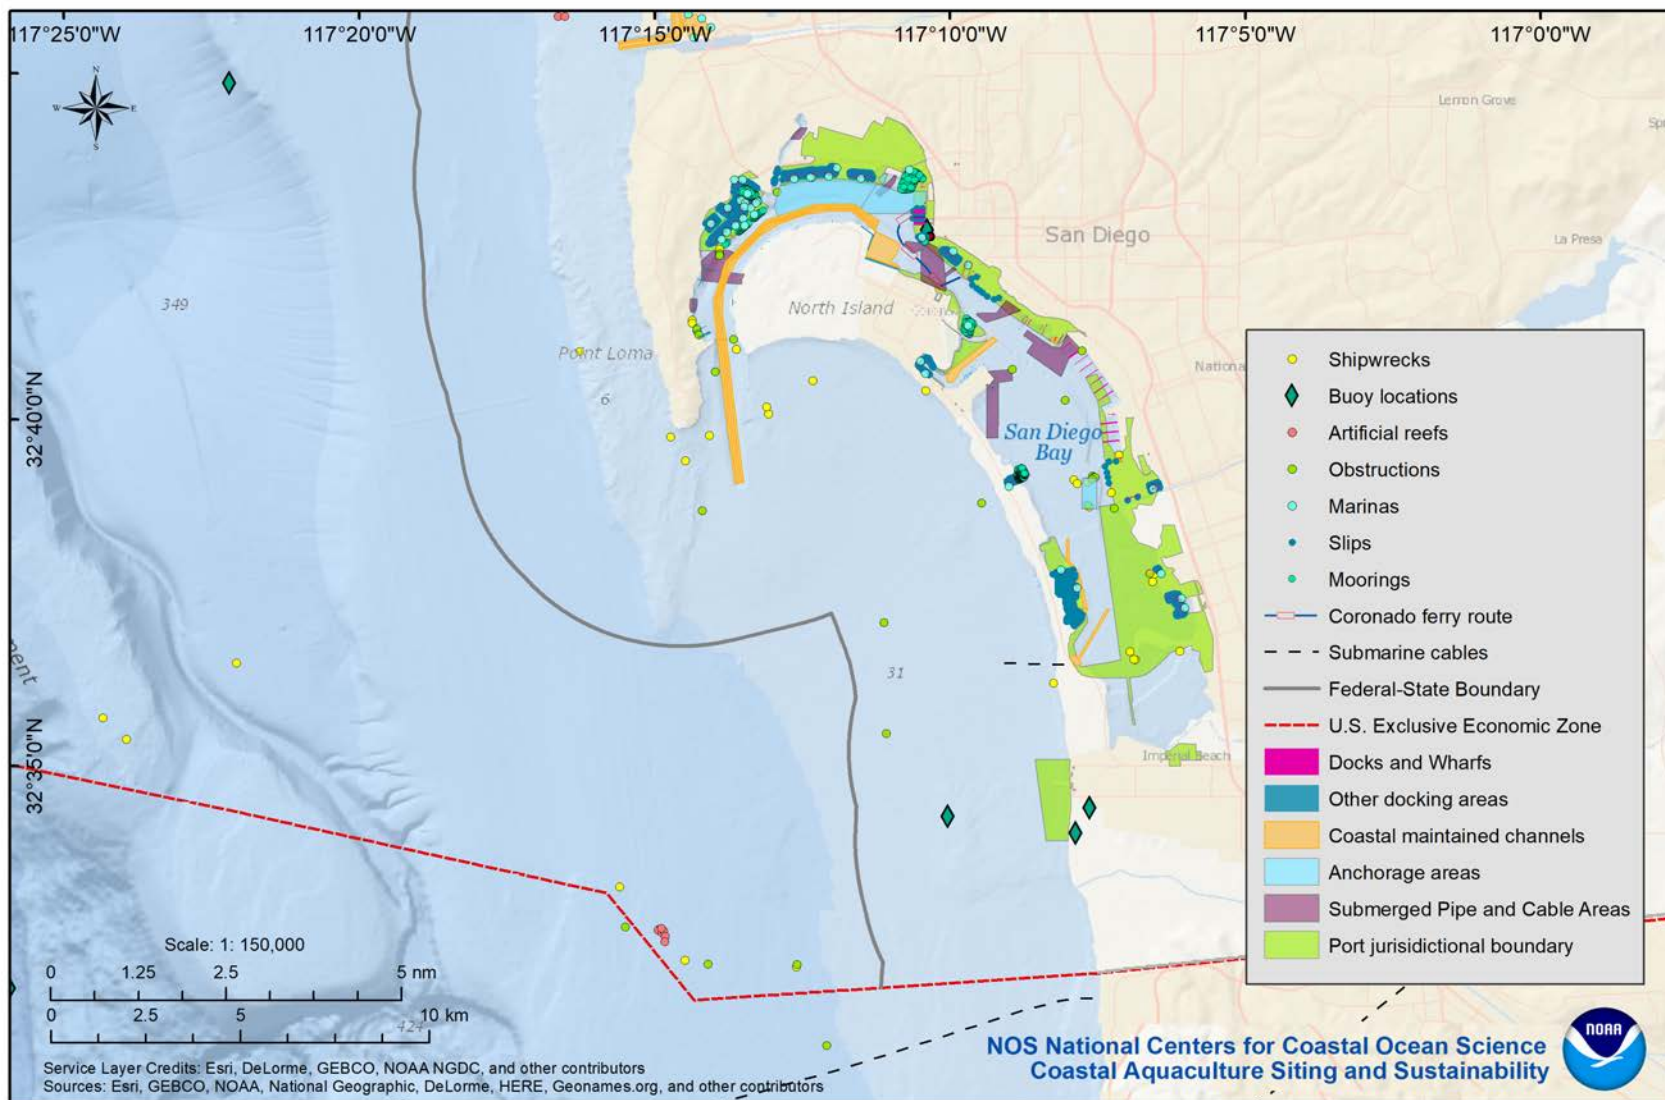 117°25'0"W
117°20'0"W
117°15'0"W
117°10'0"W
117°5'0"W
117°0'0"W
N
W
E
S
Lemon Grove
San Diego
La Presa
349
North Island
Point Loma
6
Nationa
32°40'0"N
San Diego
Bay
31
Imperial Beach
32°35'0"N
Shipwrecks
Buoy locations
Artificial reefs
Obstructions
Marinas
Slips
Moorings
Coronado ferry route
Submarine cables
Federal-State Boundary
U.S. Exclusive Economic Zone
Docks and Wharfs
Other docking areas
Coastal maintained channels
Anchorage areas
Submerged Pipe and Cable Areas
Port jurisidictional boundary
Scale: 1: 150,000
0 1.25 2.5 5 nm
0 2.5 5 10 km
424
NOS National Centers for Coastal Ocean Science
Coastal Aquaculture Siting and Sustainability
NOAA
Service Layer Credits: Esri, DeLorme, GEBCO, NOAA NGDC, and other contributors
Sources: Esri, GEBCO, NOAA, National Geographic, DeLorme, HERE, Geonames.org, and other contributors